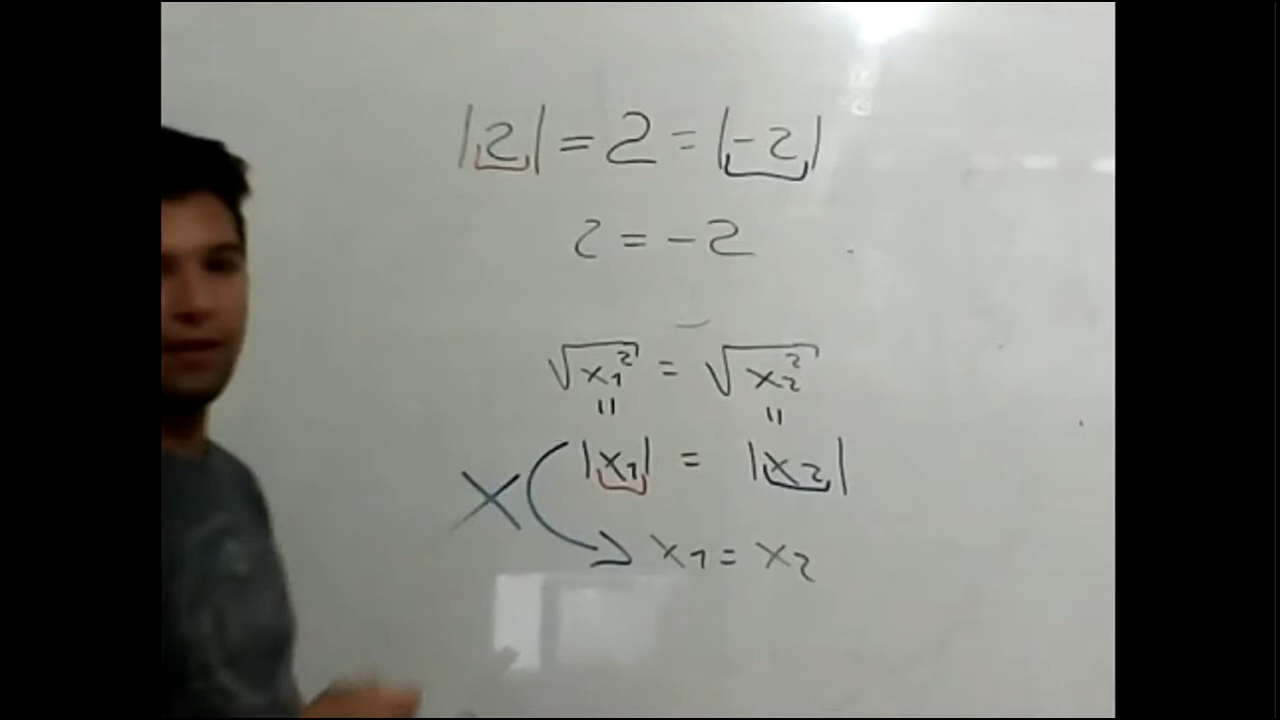 |2| = 2 = |-2|
2 = -2
√x₁² = √x₂²
|| ||
|x₁| = |x₂|
X x₁ = x₂